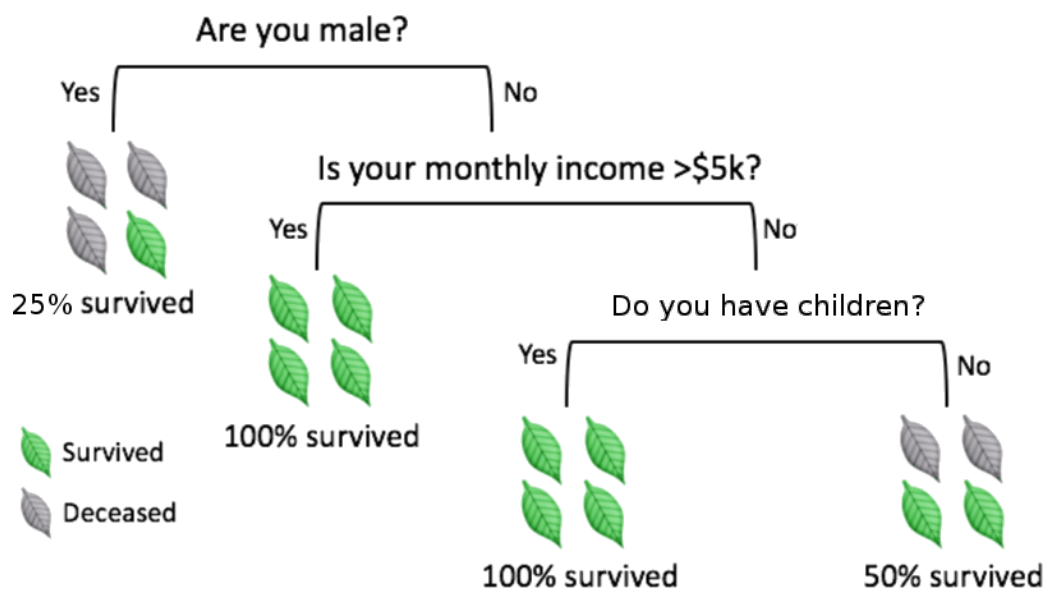 Are you male?
Yes
No
Is your monthly income >$5k?
Yes
No
25% survived
Do you have children?
Yes
No
100% survived
Survived
Deceased
100% survived
50% survived